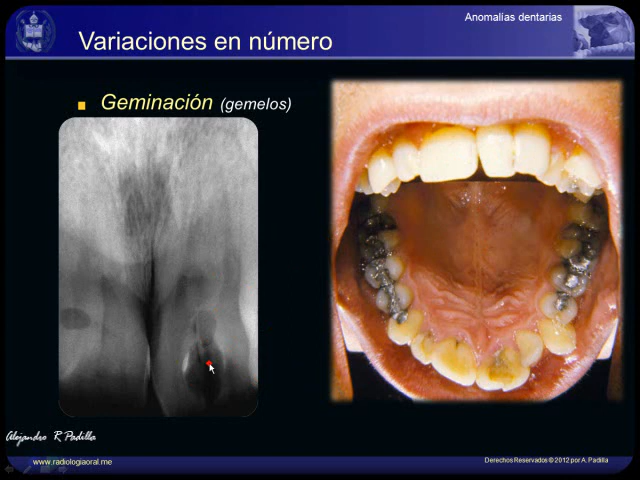 Anomalías dentarias
Variaciones en número
Geminación (gemelos)
Alejandro R Padilla
www.radiologiaoral.me
Derechos Reservados © 2012 por A. Padilla